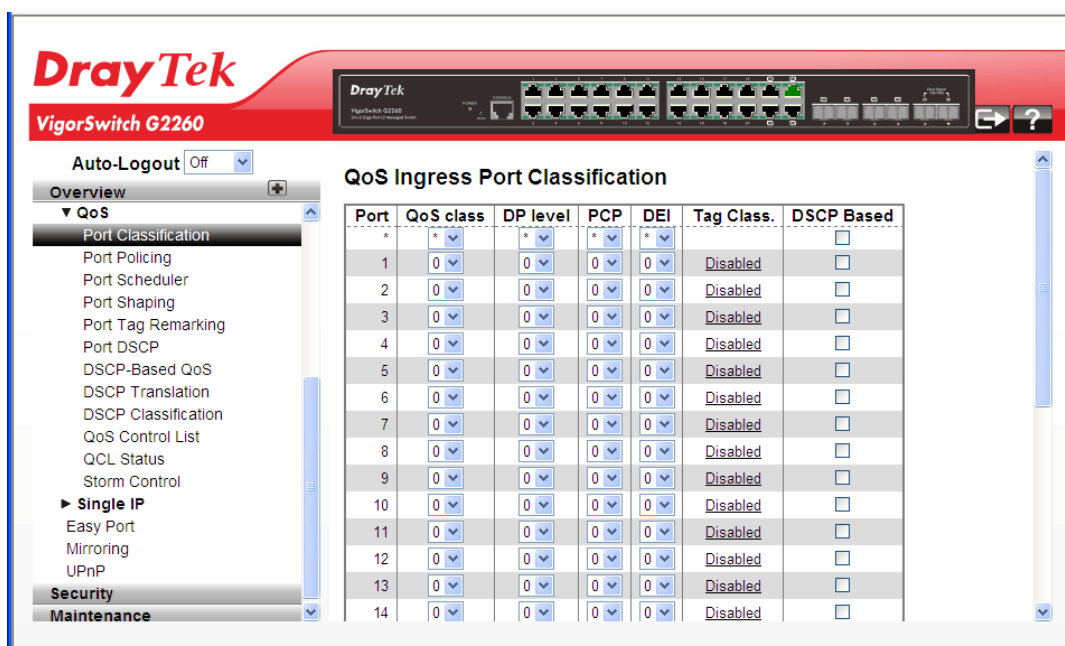 DrayTek
VigorSwitch G2260
DrayTek
VigorSwitch G2260
POWER
CONSOLE
Auto-Logout Off
Overview
▼ QoS
Port Classification
Port Policing
Port Scheduler
Port Shaping
Port Tag Remarking
Port DSCP
DSCP-Based QoS
DSCP Translation
DSCP Classification
QoS Control List
QCL Status
Storm Control
► Single IP
Easy Port
Mirroring
UPnP
Security
Maintenance
?
QoS Ingress Port Classification
Port QoS class DP level PCP DEI Tag Class. DSCP Based
* * * * *
1 0 0 0 0 Disabled
2 0 0 0 0 Disabled
3 0 0 0 0 Disabled
4 0 0 0 0 Disabled
5 0 0 0 0 Disabled
6 0 0 0 0 Disabled
7 0 0 0 0 Disabled
8 0 0 0 0 Disabled
9 0 0 0 0 Disabled
10 0 0 0 0 Disabled
11 0 0 0 0 Disabled
12 0 0 0 0 Disabled
13 0 0 0 0 Disabled
14 0 0 0 0 Disabled